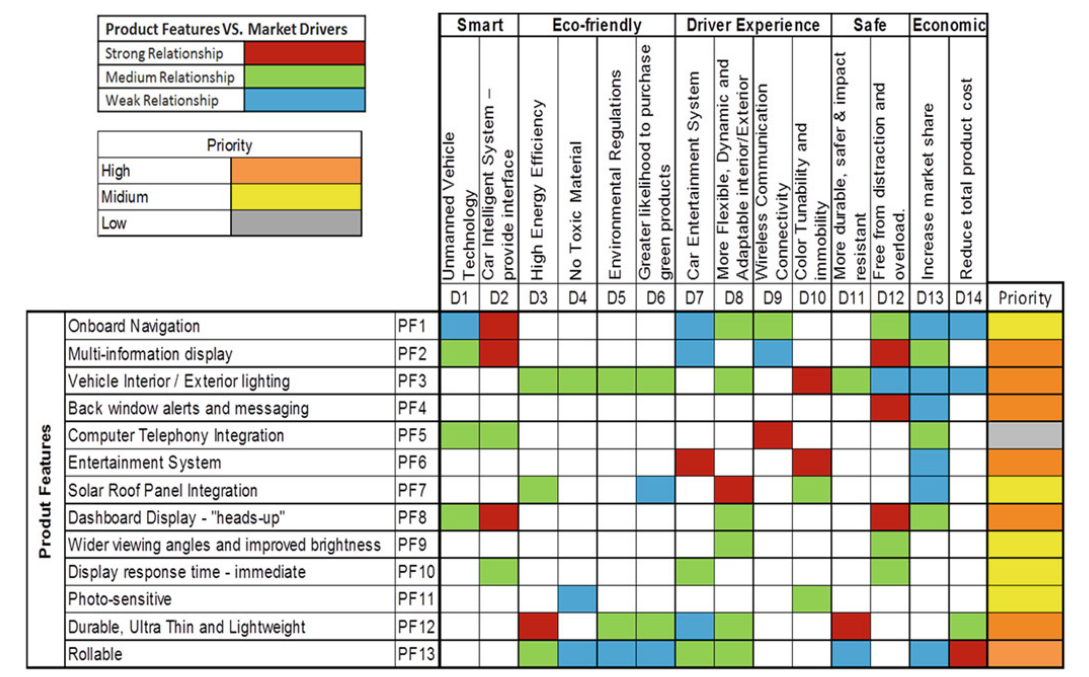 Product Features VS. Market Drivers
Strong Relationship
Medium Relationship
Weak Relationship
Priority
High
Midium
Low
Smart
Eco-friendly
Driver Experience
Safe
Economic
Unmanned Vehicle
Technology
Car Intelligent System –
provide interface
High Energy Efficiency
No Toxic Material
Environmental Regulations
Greater likelihood to purchase
green products
Car Entertainment System
More Flexible, Dynamic and
Adaptable interior/Exterior
Wireless Communication
Connectivity
Color Tunability and
immobility
More durable, safer & impact
resistant
Free from distraction and
overload.
Increase market share
Reduce total product cost
D1 D2 D3 D4 D5 D6 D7 D8 D9 D10 D11 D12 D13 D14 Priority
Produt Features
Onboard Navigation PF1
Multi-information display PF2
Vehicle Interior / Exterior lighting PF3
Back window alerts and messaging PF4
Computer Telephony Integration PF5
Entertainment System PF6
Solar Roof Panel Integration PF7
Dashboard Display - "heads-up" PF8
Wider viewing angles and improved brightness PF9
Display response time - immediate PF10
Photo-sensitive PF11
Durable, Ultra Thin and Lightweight PF12
Rollable PF13